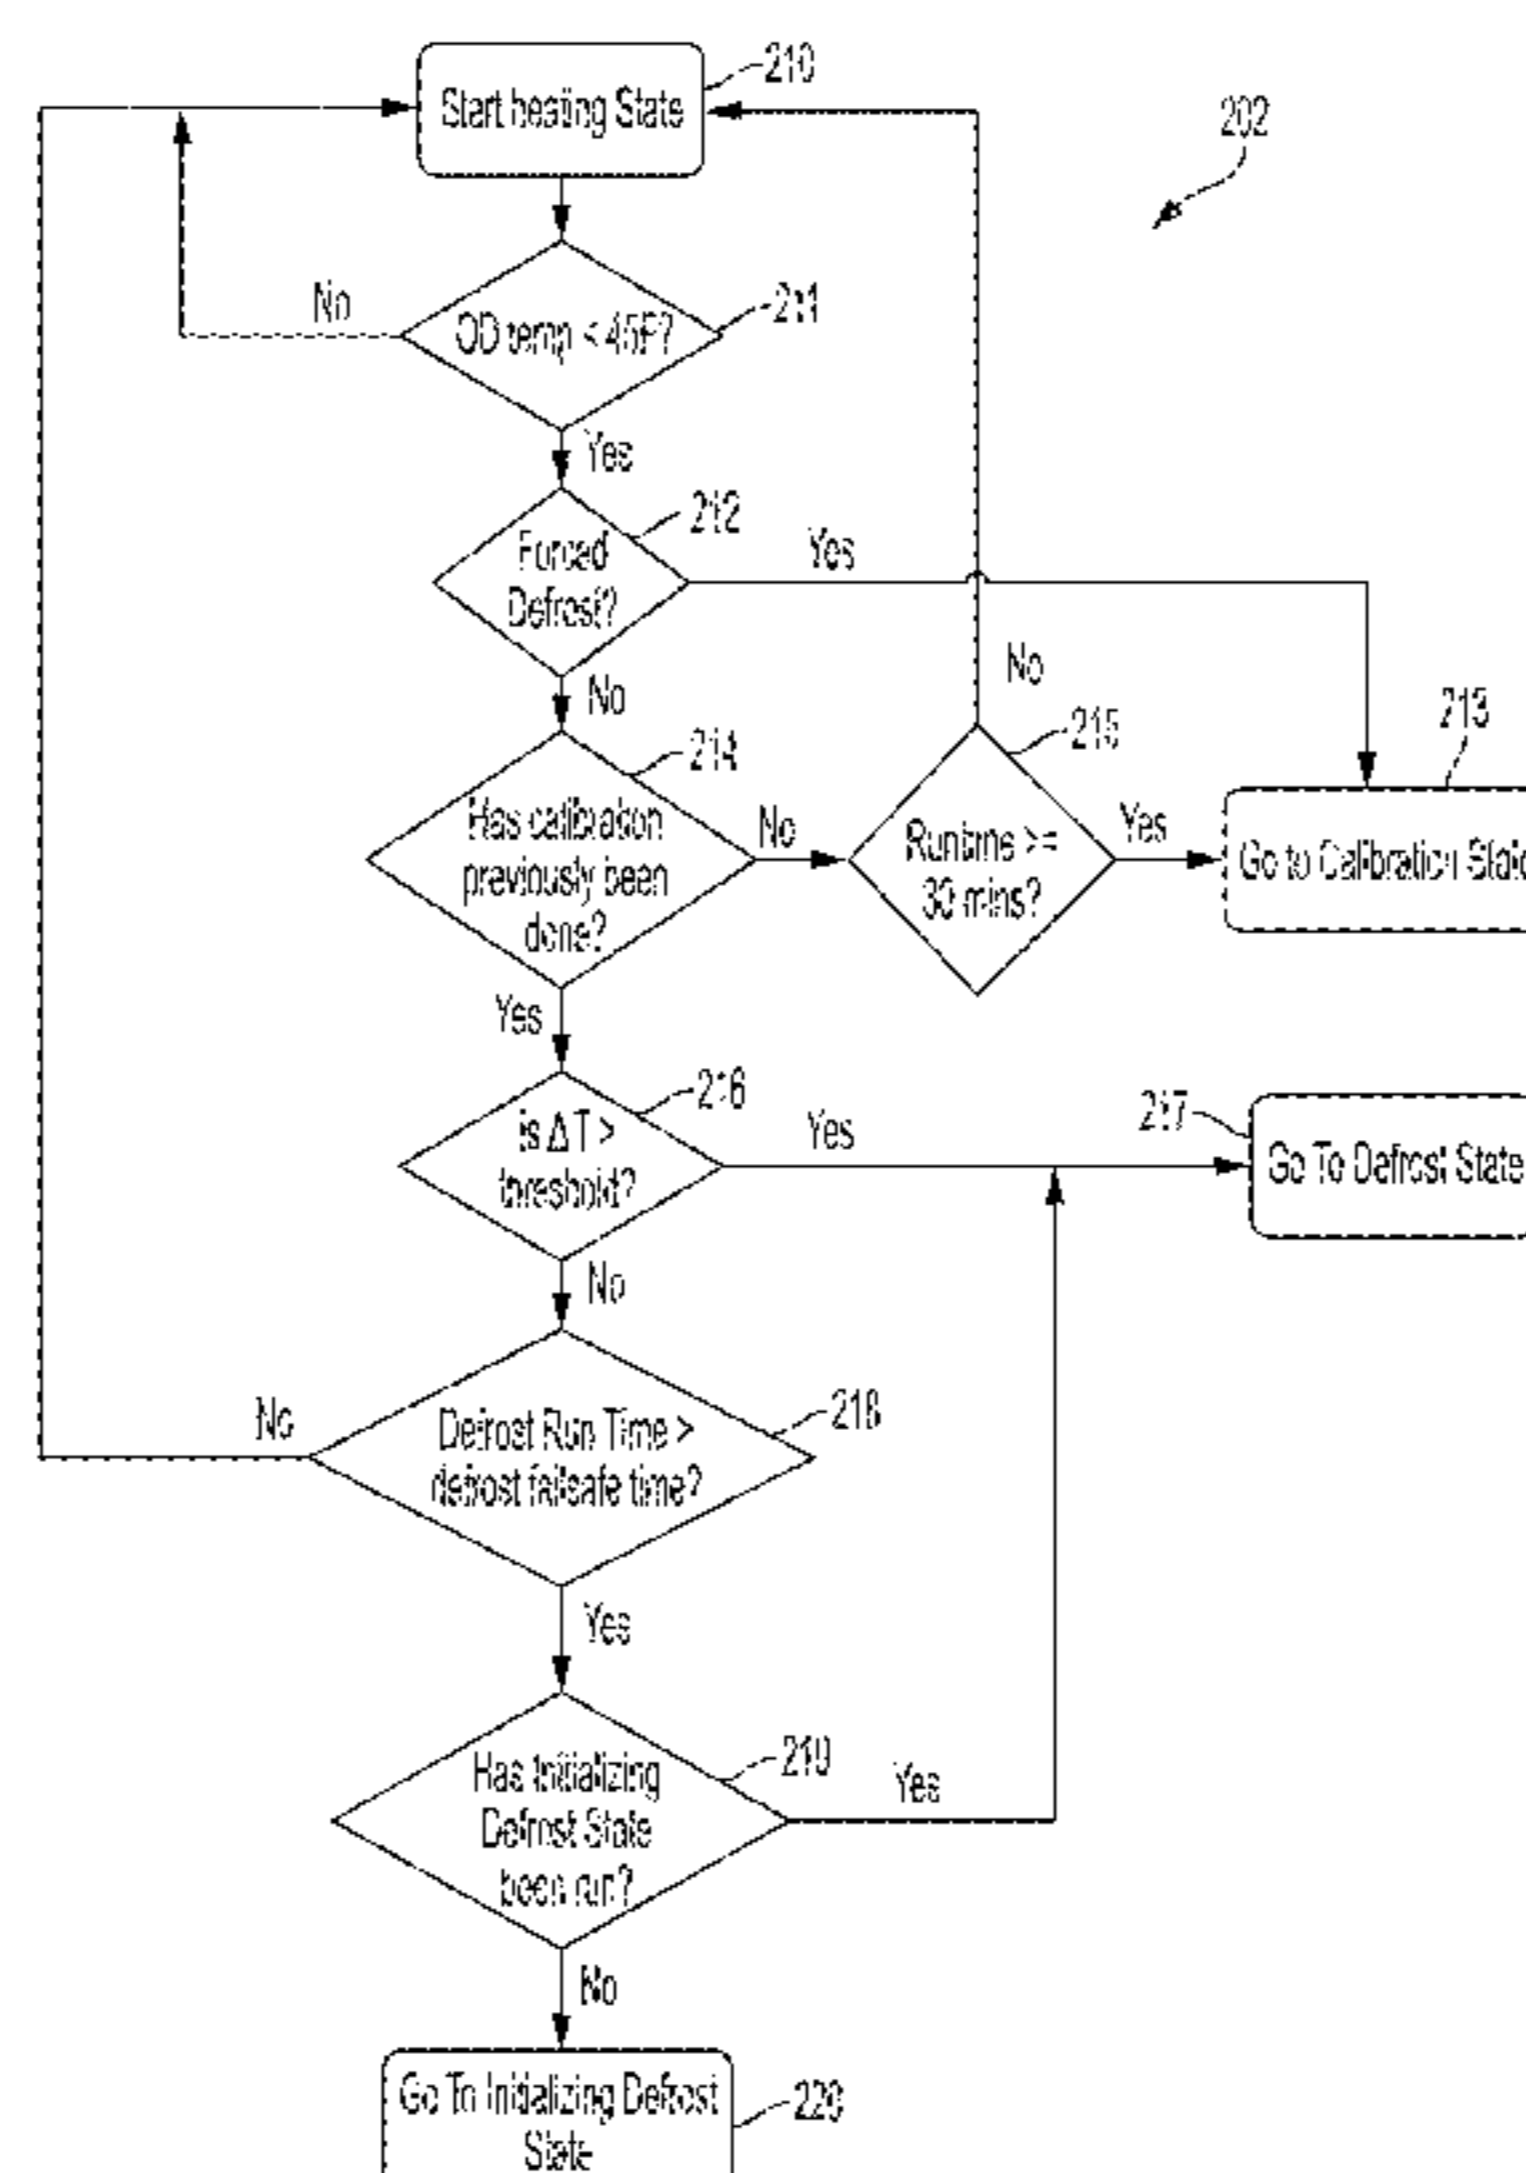 210
Start heating State
202
211
No
OD temp < 45F?
Yes
212
Forced
Defrost?
Yes
No
No
213
214
215
Has calibration
previously been
done?
No
Runtime >=
30 mins?
Yes
Go to Calibration State
Yes
216
is ΔT >
threshold?
Yes
217
Go To Defrost State
No
218
No
Defrost Run Time >
defrost failsafe time?
Yes
219
Has Initializing
Defrost State
been run?
Yes
No
Go To Initializing Defrost
State
220